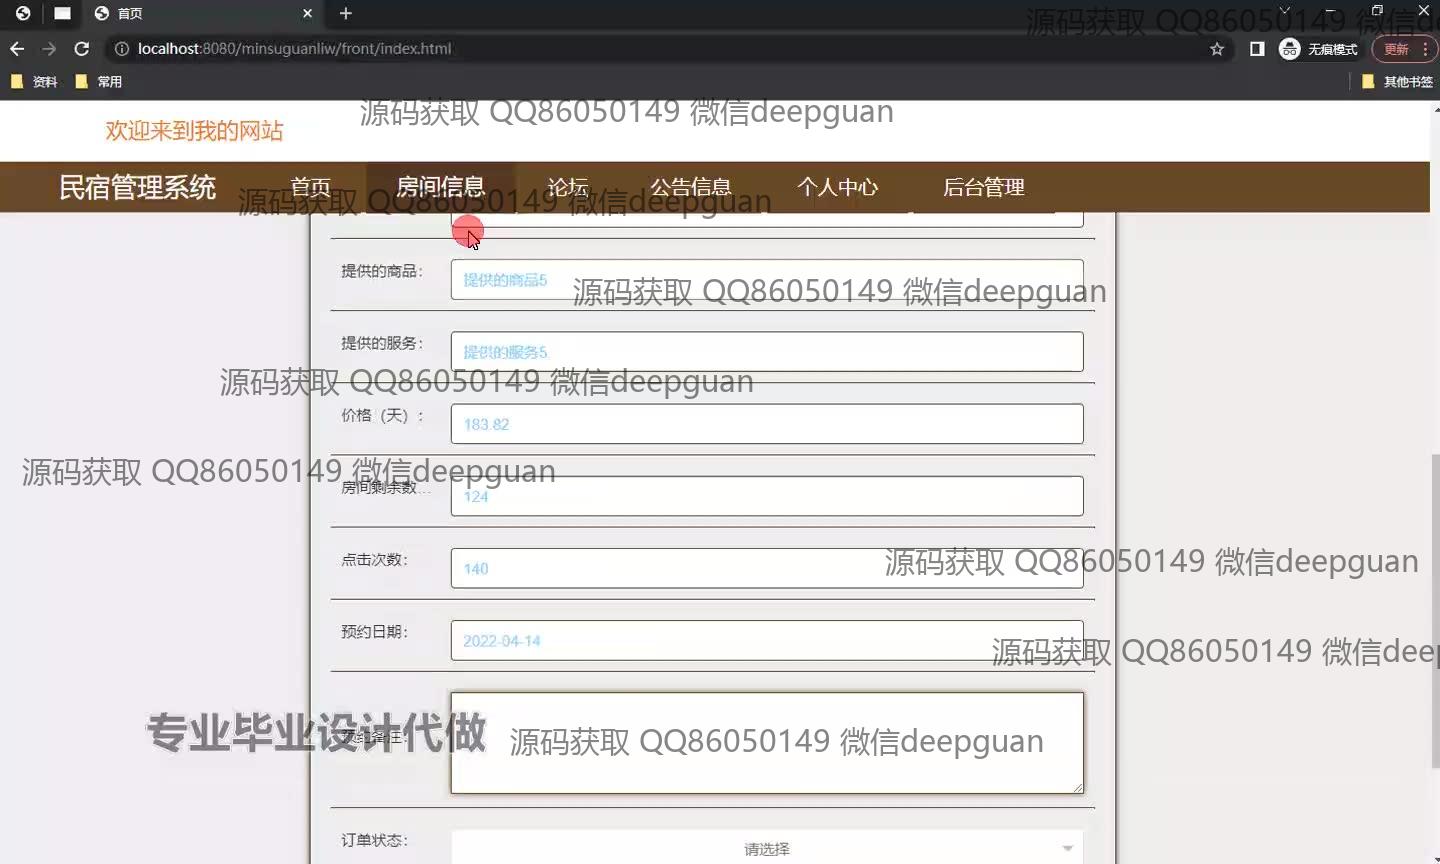 首页
localhost:8080/minsuguanliw/front/index.html
无痕模式
更新
资料
常用
其他书签
源码获取 QQ86050149 微信de
源码获取 QQ86050149 微信deepguan
欢迎来到我的网站
民宿管理系统
首页
房间信息
论坛
公告信息
个人中心
后台管理
源码获取 QQ86050149 微信deepguan
提供的商品:
提供的商品5
源码获取 QQ86050149 微信deepguan
提供的服务:
提供的服务5
源码获取 QQ86050149 微信deepguan
价格（天）:
183.82
源码获取 QQ86050149 微信deepguan
房间剩余数...
124
点击次数:
140
源码获取 QQ86050149 微信deepguan
预约日期:
2022-04-14
源码获取 QQ86050149 微信dee
专业毕业设计代做
预约备注:
源码获取 QQ86050149 微信deepguan
订单状态:
请选择